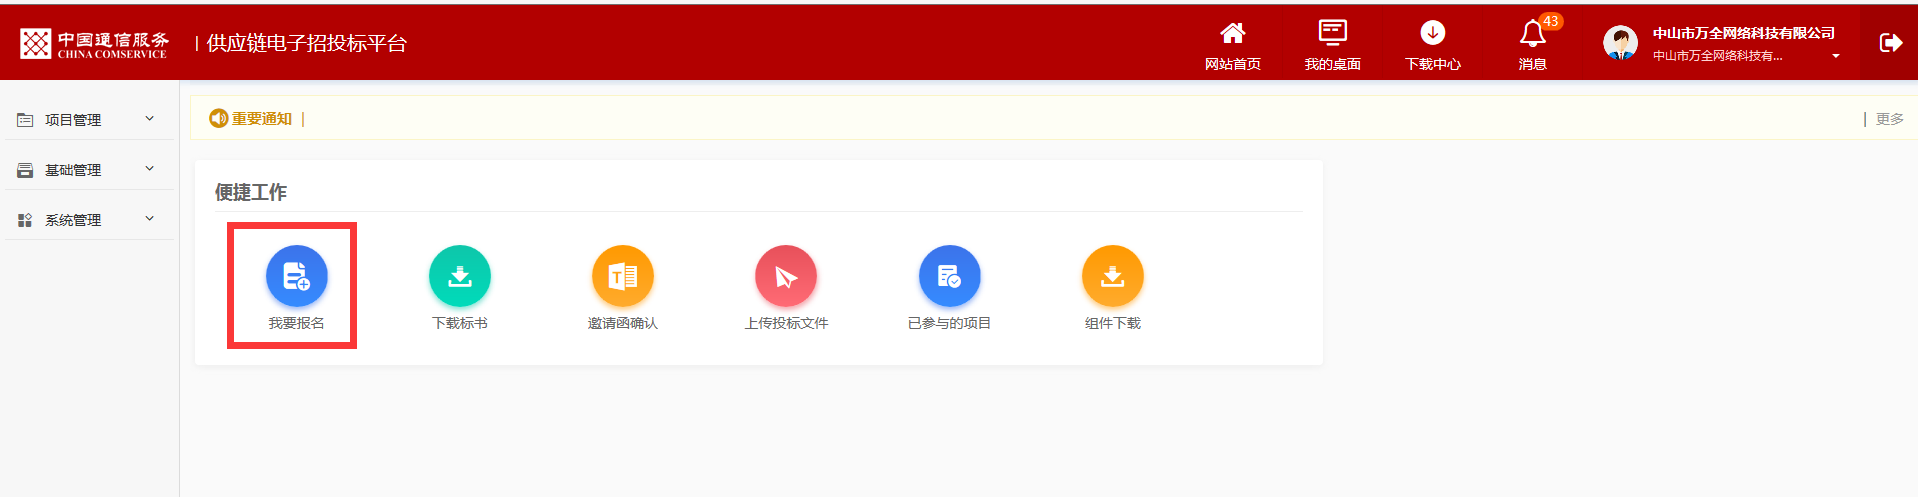 中国通信服务
CHINA COMSERVICE
| 供应链电子招投标平台
网站首页
我的桌面
下载中心
43
消息
中山市万全网络科技有限公司
中山市万全网络科技有...
项目管理
基础管理
系统管理
重要通知 |
| 更多
便捷工作
我要报名
下载标书
T
邀请函确认
上传投标文件
已参与的项目
组件下载